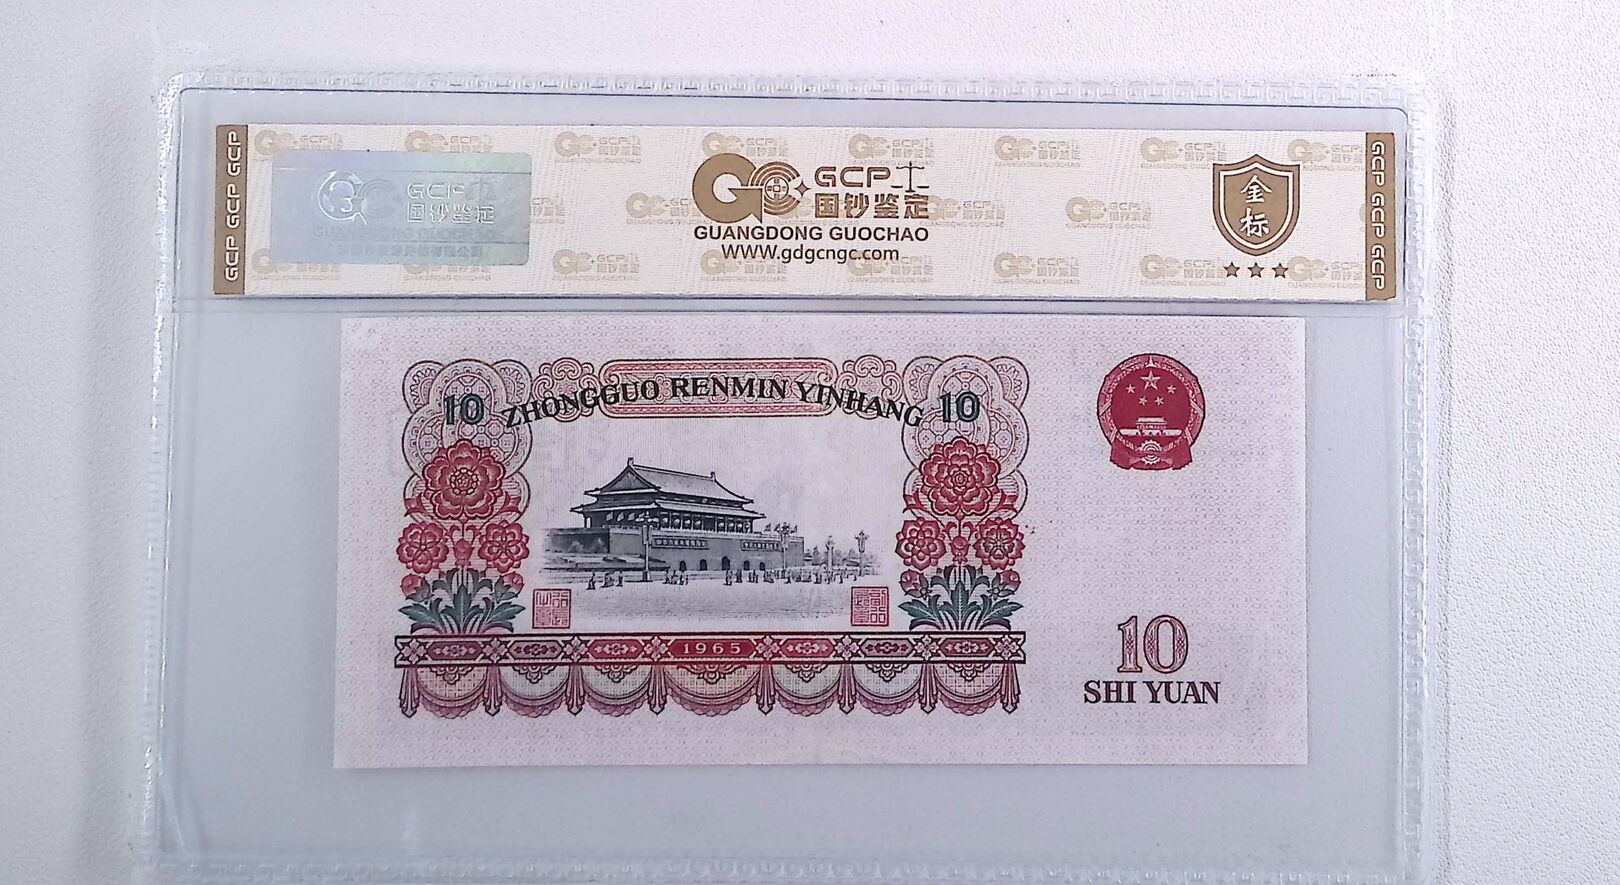 GCP GCP GCP
GCP
国钞鉴定
GCP
国钞鉴定
GUANGDONG GUOCHAO
WWW.gdgcngc.com
金标
GCP GCP GCP
10 ZHONGGUO RENMIN YINHANG 10
1965
10
SHI YUAN